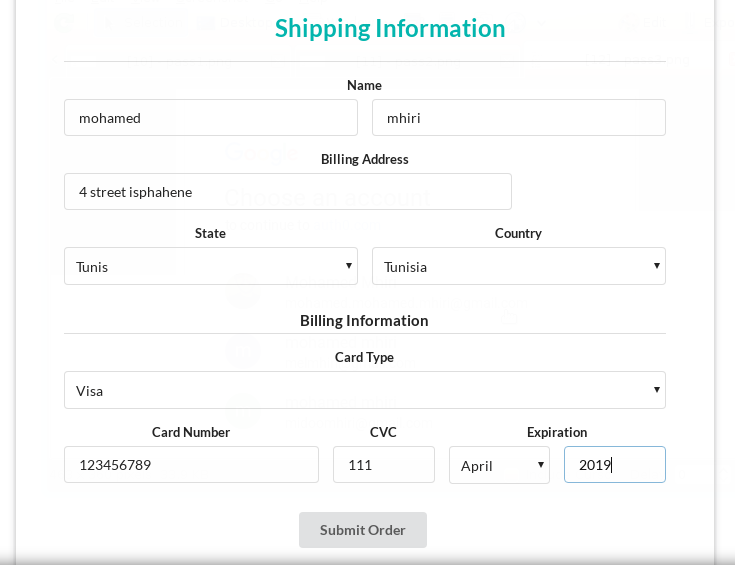 Shipping Information
Name
mohamed mhiri
Billing Address
4 street isphahene
State Country
Tunis Tunisia
Billing Information
Card Type
Visa
Card Number CVC Expiration
123456789 111 April 2019
Submit Order